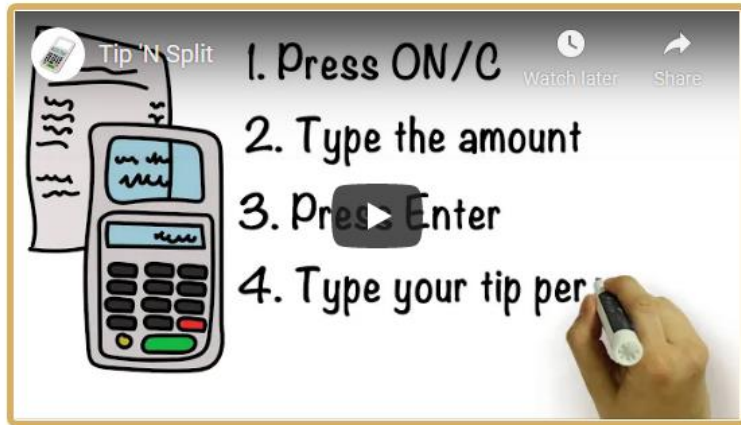 Tip 'N Split
Watch later
Share
1. Press ON/C
2. Type the amount
3. Press Enter
4. Type your tip per